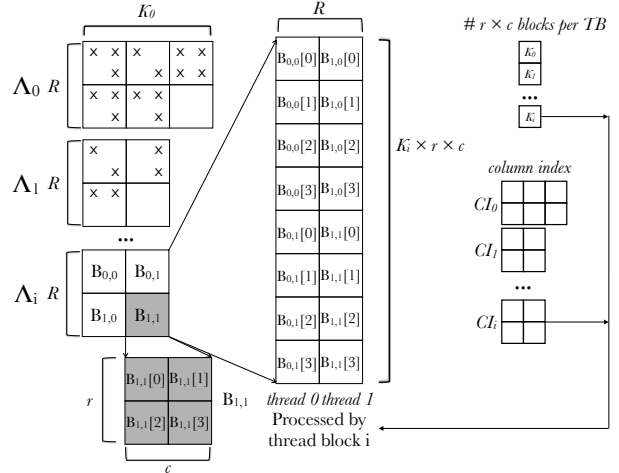 K0
R
# r × c blocks per TB
x x x x x
x x x x
x x x x
x x
Λ0 R
x x
x x
x x
Λ1 R
...
B0,0 B0,1
B1,0 B1,1
Λi R
B1,1[0] B1,1[1]
B1,1[2] B1,1[3]
r
c
B1,1
B0,0[0] B1,0[0]
B0,0[1] B1,0[1]
B0,0[2] B1,0[2]
B0,0[3] B1,0[3]
B0,1[0] B1,1[0]
B0,1[1] B1,1[1]
B0,1[2] B1,1[2]
B0,1[3] B1,1[3]
Ki × r × c
thread 0 thread 1
Processed by
thread block i
K0
K1
...
Ki
column index
CI0
CI1
...
CIi